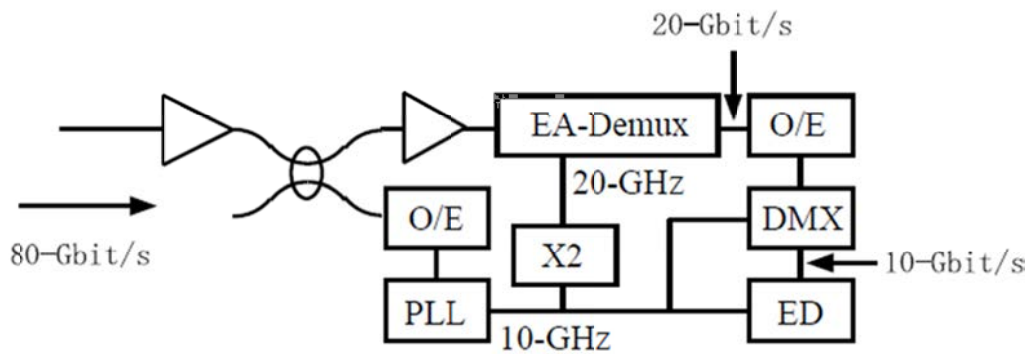 20-Gbit/s
EA-Demux
O/E
20-GHz
O/E
DMX
80-Gbit/s
X2
10-Gbit/s
PLL
ED
10-GHz